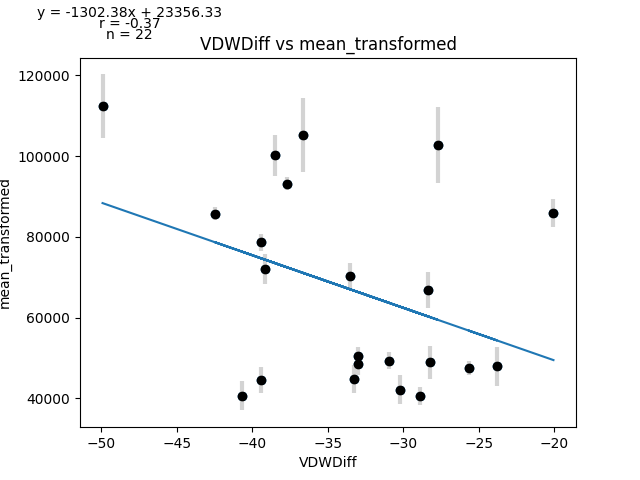 y = -1302.38x + 23356.33
r = -0.37
n = 22
VDWDiff vs mean_transformed
mean_transformed
120000
100000
80000
60000
40000
−50
−45
−40
−35
−30
−25
−20
VDWDiff